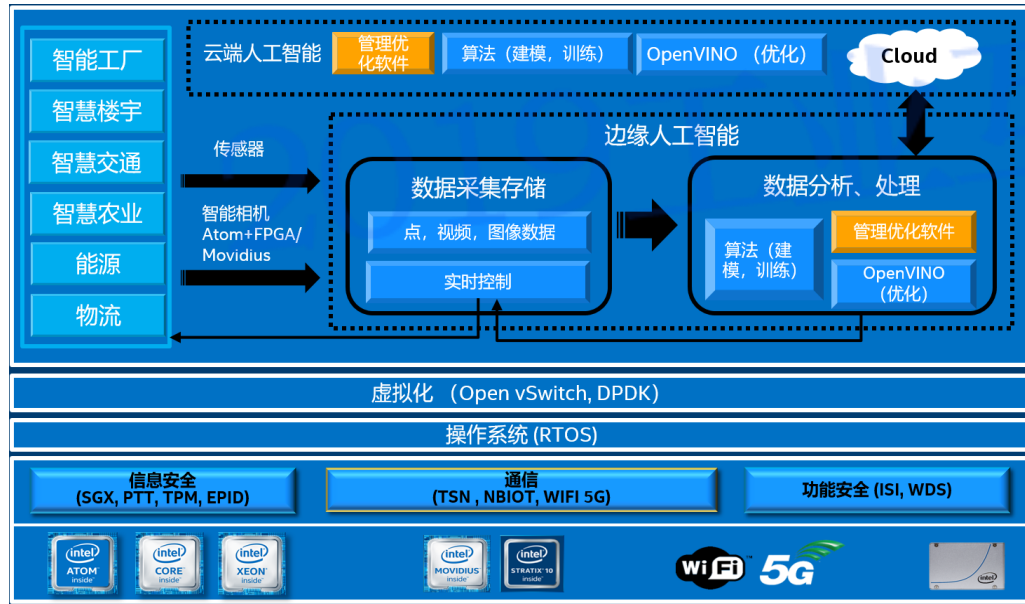 智能工厂
智慧楼宇
智慧交通
智慧农业
能源
物流
云端人工智能
管理优
化软件
算法（建模，训练）
OpenVINO （优化）
Cloud
边缘人工智能
传感器
智能相机
Atom+FPGA/
Movidius
数据采集存储
点，视频，图像数据
实时控制
数据分析、处理
算法（建
模，训练）
管理优化软件
OpenVINO
（优化）
虚拟化 （Open vSwitch, DPDK）
操作系统 (RTOS)
信息安全
(SGX, PTT, TPM, EPID)
通信
(TSN , NBIOT, WIFI 5G)
功能安全 (ISI, WDS)
intel
ATOM
inside
intel
CORE
inside
intel
XEON
inside
intel
MOVIDIUS
inside
intel
STRATIX 10
inside
WiFi
5G
intel